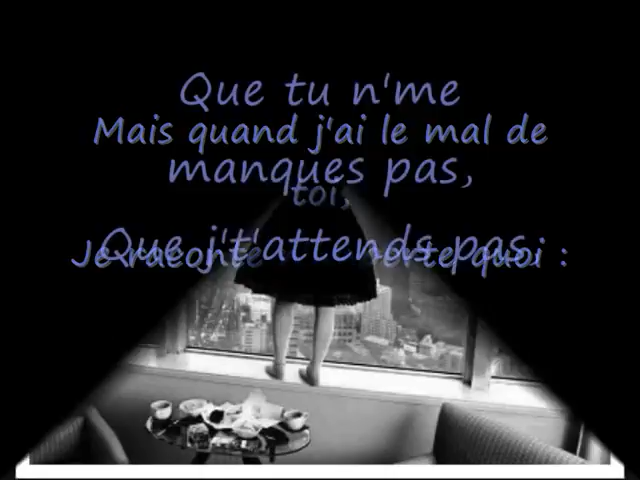 Que tu n'me
Mais quand j'ai le mal de
manques pas,
toi,
Que j't'attends pas,
Je raconte quoi :